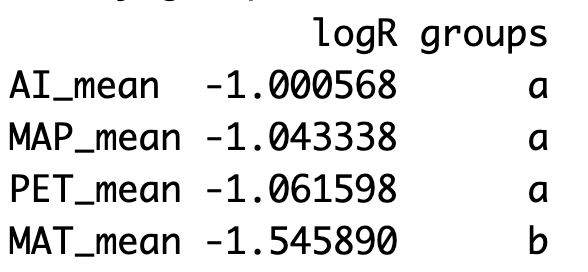 logR groups
AI_mean -1.000568 a
MAP_mean -1.043338 a
PET_mean -1.061598 a
MAT_mean -1.545890 b